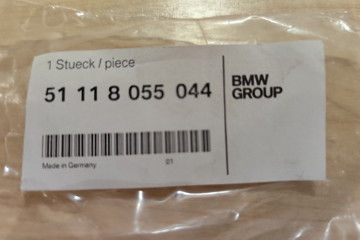 1 Stueck / piece
51 11 8 055 044
BMW
GROUP
Made in Germany
01